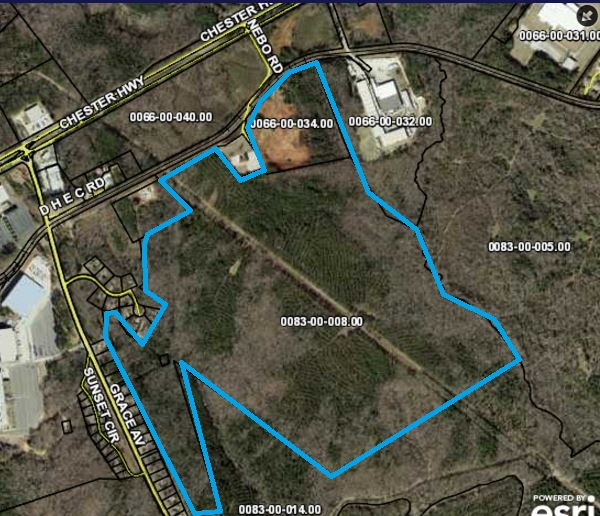 CHESTER H
NEBO RD
0066-00-031.00
CHESTER HWY
0066-00-040.00
0066-00-034.00
0066-00-032.00
D H E C RD
0083-00-005.00
0083-00-008.00
GRACE AV
SUNSET CIR
0083-00-014.00
POWERED BY
esri